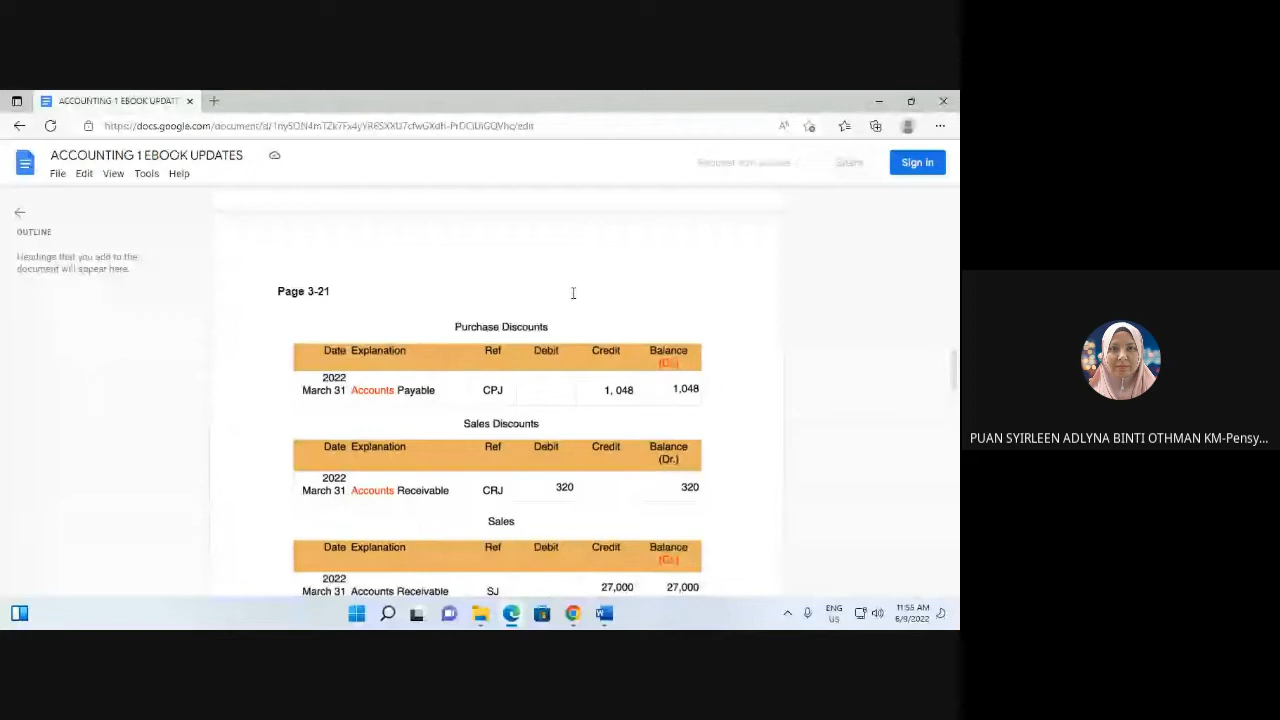 ACCOUNTING 1 EBOOK UPDAT
ACCOUNTING 1 EBOOK UPDATES
File Edit View Tools Help
Share
Sign in
OUTLINE
Headings that you add to the
document will appear here.
Page 3-21
Purchase Discounts
Date Explanation Ref Debit Credit Balance
2022
March 31 Accounts Payable CPJ 1, 048 1,048
Sales Discounts
Date Explanation Ref Debit Credit Balance
(Dr.)
2022
March 31 Accounts Receivable CRJ 320 320
Sales
Date Explanation Ref Debit Credit Balance
2022
March 31 Accounts Receivable SJ 27,000 27,000
ENG
US
11:55 AM
6/9/2022
PUAN SYIRLEEN ADLYNA BINTI OTHMAN KM-Pensy...